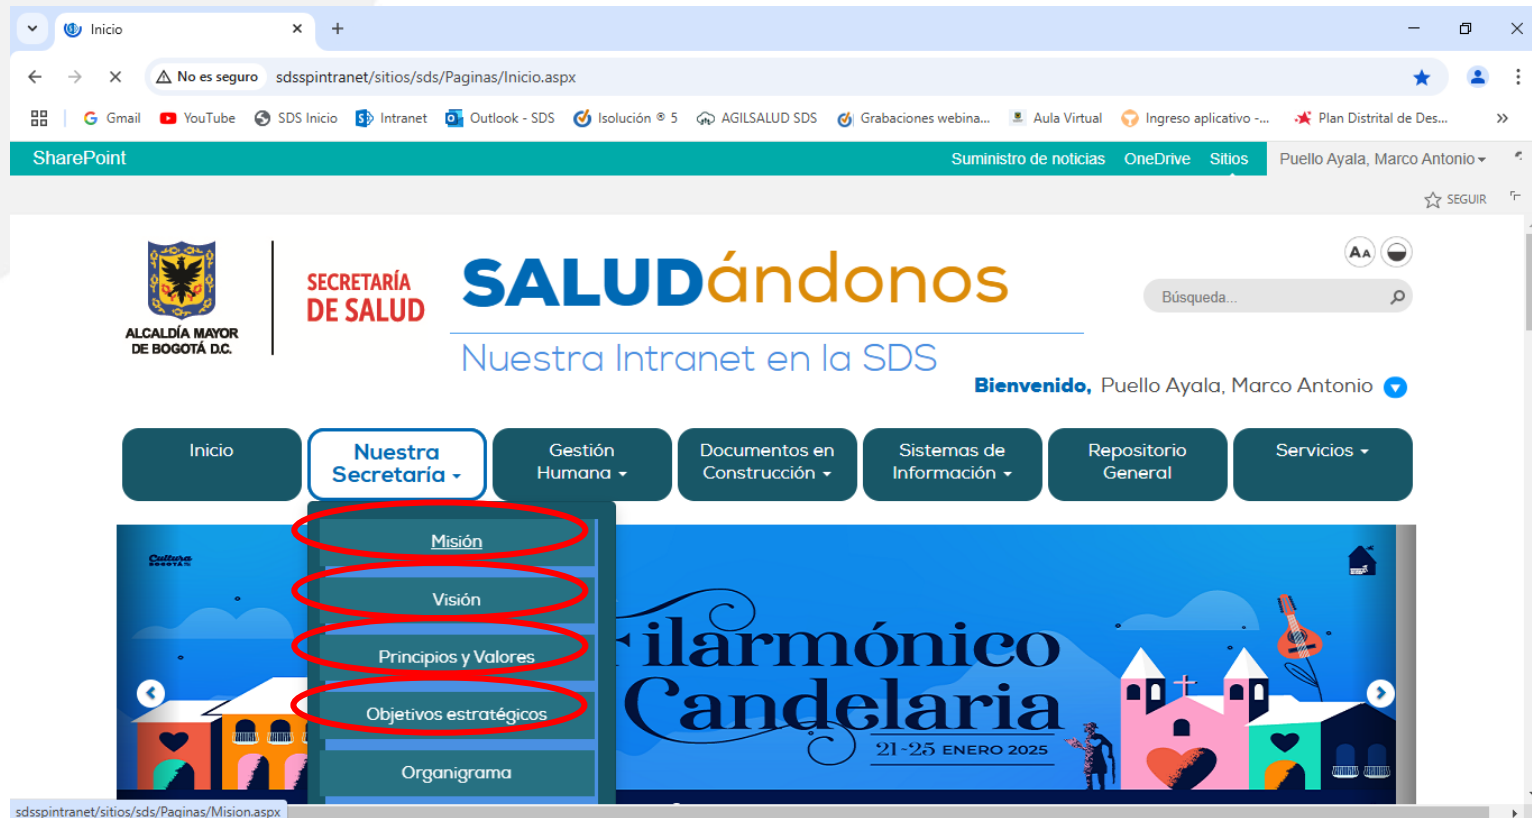 Inicio
No es seguro sdsspintranet/sitios/sds/Paginas/Inicio.aspx
Gmail YouTube SDS Inicio Intranet Outlook - SDS Isolución ® 5 AGILSALUD SDS Grabaciones webina... Aula Virtual Ingreso aplicativo -... Plan Distrital de Des...
SharePoint Suministro de noticias OneDrive Sitios Puello Ayala, Marco Antonio
SEGUIR
ALCALDÍA MAYOR
DE BOGOTÁ D.C.
SECRETARÍA
DE SALUD
SALUDándonos
Nuestra Intranet en la SDS
AA
Búsqueda...
Bienvenido, Puello Ayala, Marco Antonio
Inicio
Nuestra
Secretaría
Gestión
Humana
Documentos en
Construcción
Sistemas de
Información
Repositorio
General
Servicios
Misión
Visión
Principios y Valores
Objetivos estratégicos
Organigrama
Cultura
BOGOTÁ
ilarmónico
Candelaria
21-25 ENERO 2025
sdsspintranet/sitios/sds/Paginas/Mision.aspx